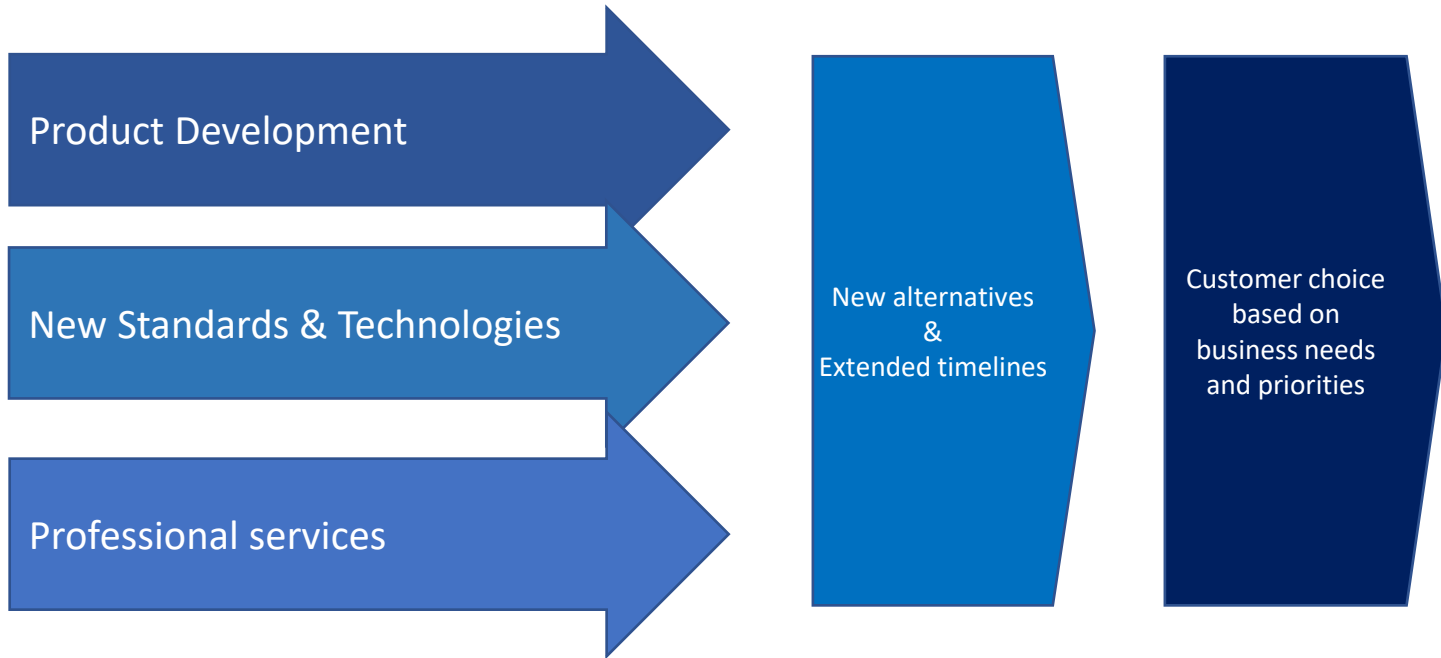 Product Development
New Standards & Technologies
Professional services
New alternatives
&
Extended timelines
Customer choice
based on
business needs
and priorities